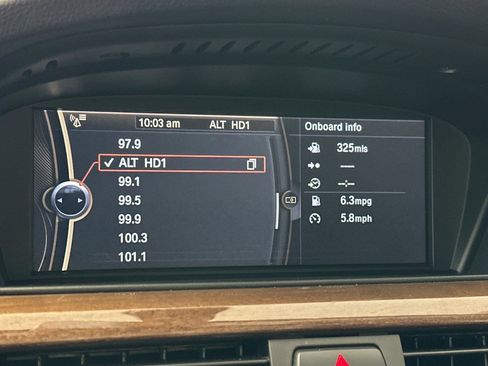 10:03 am ALT HD1
97.9
ALT HD1
99.1
99.5
99.9
100.3
101.1
Onboard info
325mls
----
--:--
6.3mpg
5.8mph